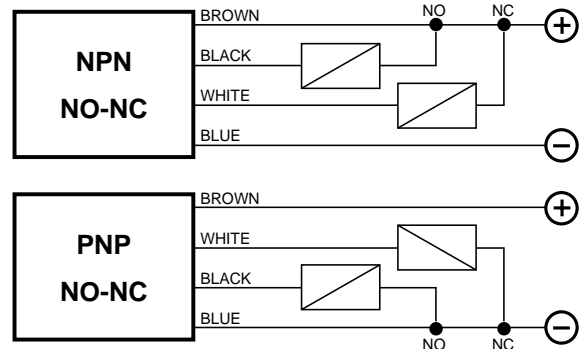 NO NC
BROWN
NPN
NO-NC
BLACK
WHITE
BLUE
BROWN
PNP
NO-NC
WHITE
BLACK
BLUE
NO NC